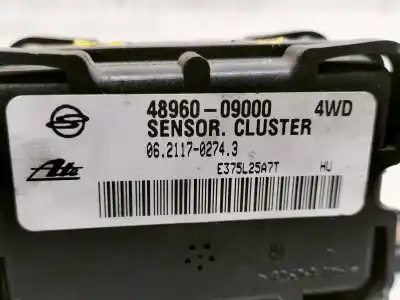 48960-09000 4WD
SENSOR. CLUSTER
06.2117-0274.3
Ate
E375L25A7T HU